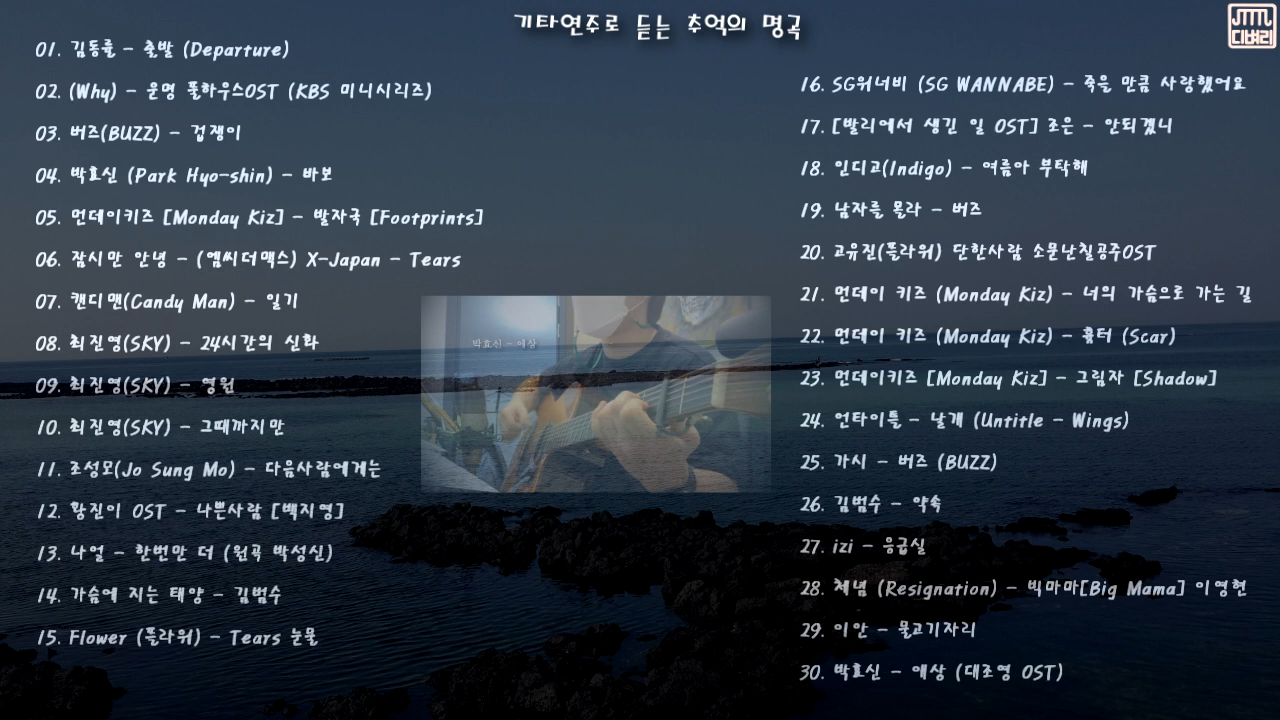 기타연주로 듣는 추억의 명곡
디벼리
01. 김동률 - 출발 (Departure)
02. (Why) - 운명 풀하우스OST (KBS 미니시리즈)
03. 버즈(BUZZ) - 겁쟁이
04. 박효신 (Park Hyo-shin) - 바보
05. 먼데이키즈 [Monday Kiz] - 발자국 [Footprints]
06. 잠시만 안녕 - (엠씨더맥스) X-Japan - Tears
07. 캔디맨(Candy Man) - 일기
08. 최진영(SKY) - 24시간의 신화
09. 최진영(SKY) - 영원
10. 최진영(SKY) - 그때까지만
11. 조성모(Jo Sung Mo) - 다음사람에게는
12. 황진이 OST - 나쁜사람 [백지영]
13. 나얼 - 한번만 더 (원곡 박성신)
14. 가슴에 지는 태양 - 김범수
15. Flower (플라워) - Tears 눈물
박효신 - 애상
16. SG워너비 (SG WANNABE) - 죽을 만큼 사랑했어요
17. [발리에서 생긴 일 OST] 조은 - 안되겠니
18. 인디고(Indigo) - 여름아 부탁해
19. 남자를 몰라 - 버즈
20. 고유진(플라워) 단한사람 소문난칠공주OST
21. 먼데이 키즈 (Monday Kiz) - 너의 가슴으로 가는 길
22. 먼데이 키즈 (Monday Kiz) - 흉터 (Scar)
23. 먼데이키즈 [Monday Kiz] - 그림자 [Shadow]
24. 언타이틀 - 날개 (Untitle - Wings)
25. 가시 - 버즈 (BUZZ)
26. 김범수 - 약속
27. izi - 응급실
28. 체념 (Resignation) - 빅마마[Big Mama] 이영현
29. 이안 - 물고기자리
30. 박효신 - 애상 (대조영 OST)